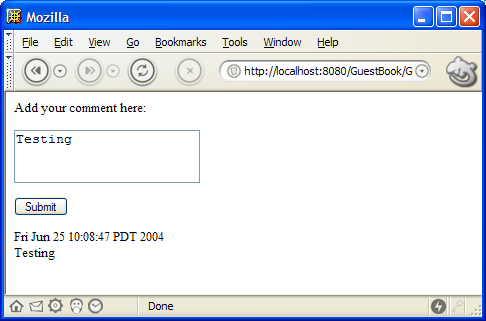 Mozilla
File Edit View Go Bookmarks Tools Window Help
http://localhost:8080/GuestBook/G
Add your comment here:
Testing
Submit
Fri Jun 25 10:08:47 PDT 2004
Testing
Done